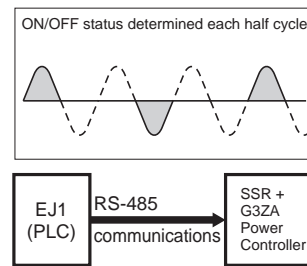 ON/OFF status determined each half cycle
EJ1
(PLC)
RS-485
communications
SSR +
G3ZA
Power
Controller